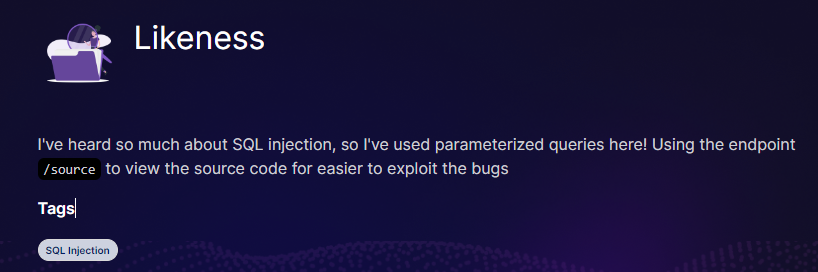 Likeness
I've heard so much about SQL injection, so I've used parameterized queries here! Using the endpoint
/source to view the source code for easier to exploit the bugs
Tags
SQL Injection